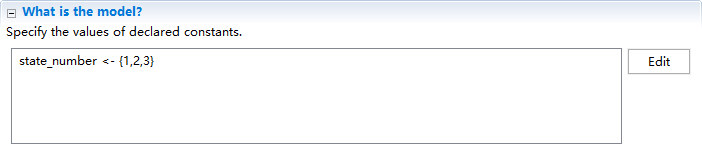 What is the model?
Specify the values of declared constants.
state_number <- {1,2,3}
Edit